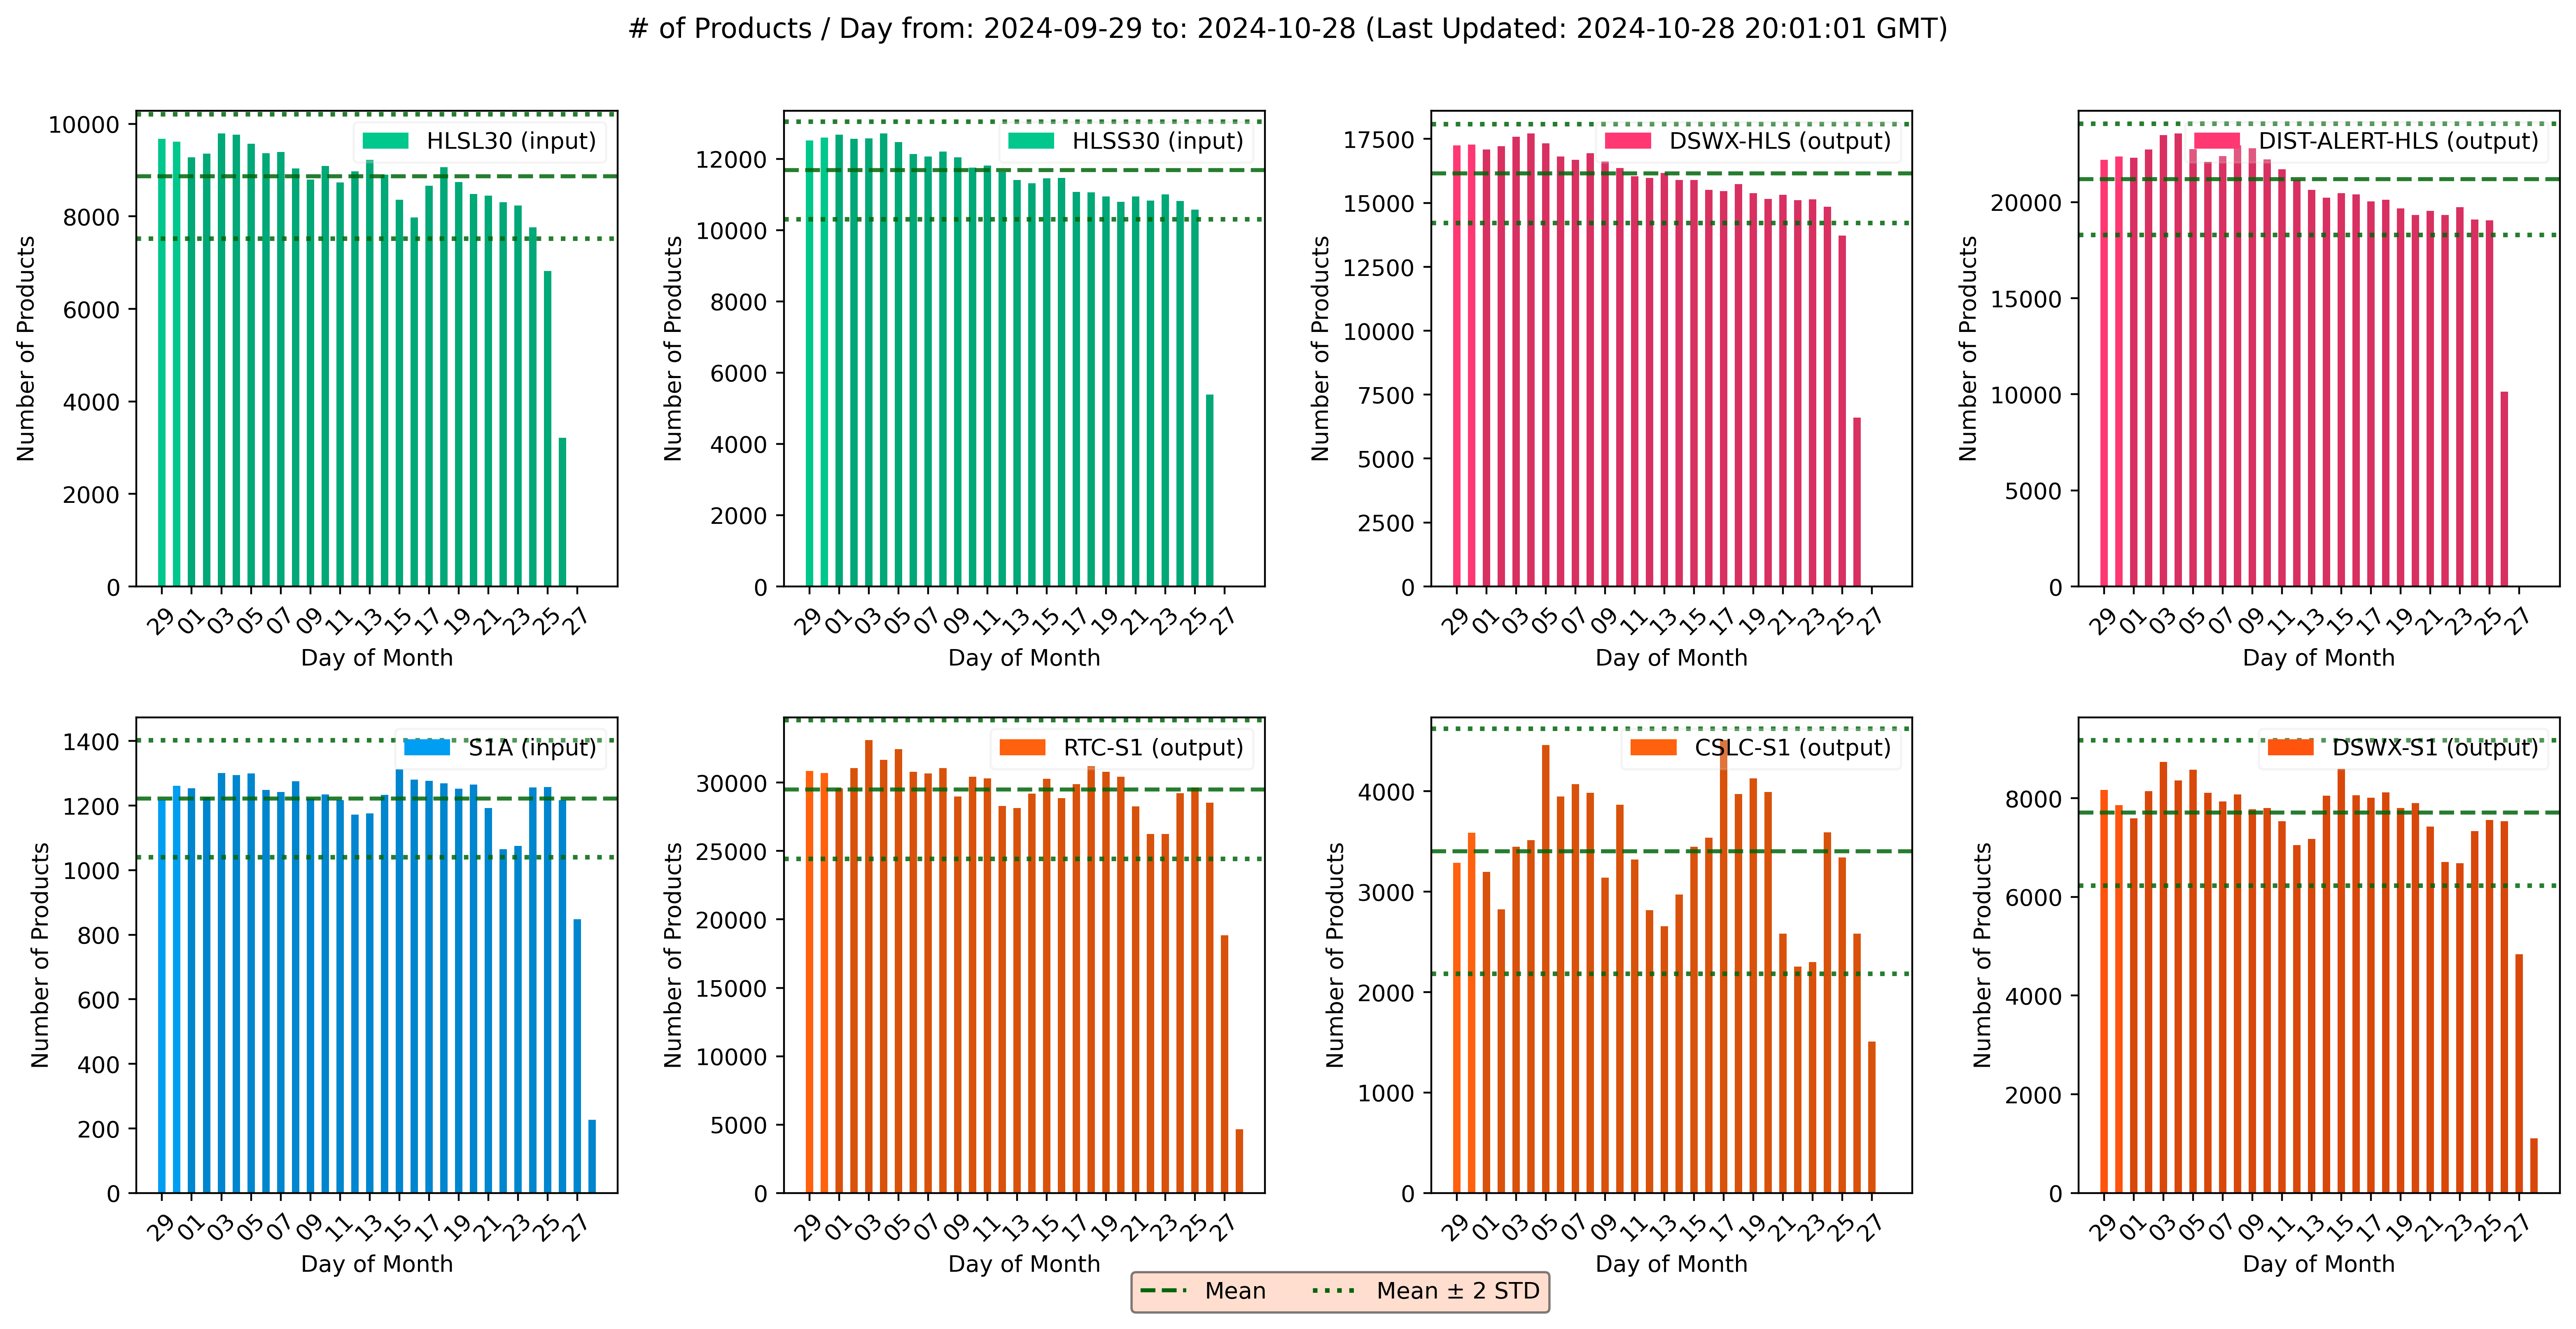 # of Products / Day from: 2024-09-29 to: 2024-10-28 (Last Updated: 2024-10-28 20:01:01 GMT)
HLSL30 (input)
Number of Products
10000
8000
6000
4000
2000
0
29 01 03 05 07 09 11 13 15 17 19 21 23 25 27
Day of Month
HLSS30 (input)
Number of Products
12000
10000
8000
6000
4000
2000
0
29 01 03 05 07 09 11 13 15 17 19 21 23 25 27
Day of Month
DSWX-HLS (output)
Number of Products
17500
15000
12500
10000
7500
5000
2500
0
29 01 03 05 07 09 11 13 15 17 19 21 23 25 27
Day of Month
DIST-ALERT-HLS (output)
Number of Products
20000
15000
10000
5000
0
29 01 03 05 07 09 11 13 15 17 19 21 23 25 27
Day of Month
S1A (input)
Number of Products
1400
1200
1000
800
600
400
200
0
29 01 03 05 07 09 11 13 15 17 19 21 23 25 27
Day of Month
RTC-S1 (output)
Number of Products
30000
25000
20000
15000
10000
5000
0
29 01 03 05 07 09 11 13 15 17 19 21 23 25 27
Day of Month
CSLC-S1 (output)
Number of Products
4000
3000
2000
1000
0
29 01 03 05 07 09 11 13 15 17 19 21 23 25 27
Day of Month
DSWX-S1 (output)
Number of Products
8000
6000
4000
2000
0
29 01 03 05 07 09 11 13 15 17 19 21 23 25 27
Day of Month
Mean
Mean ± 2 STD